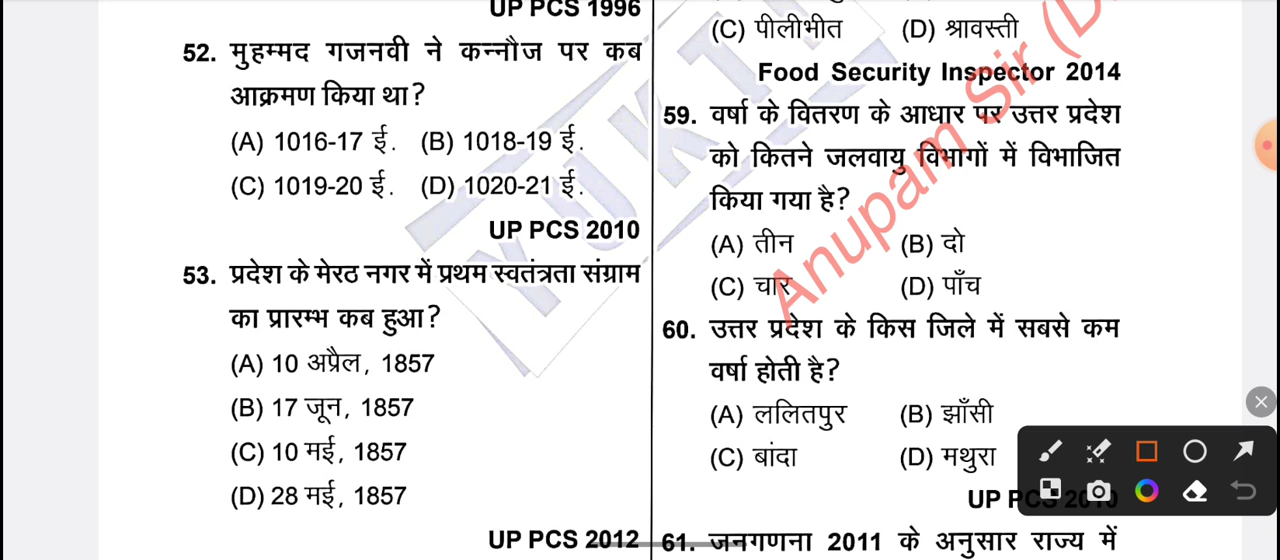 UP PCS 1996
52. मुहम्मद गजनवी ने कन्नौज पर कब
आक्रमण किया था?
(A) 1016-17 ई. (B) 1018-19 ई.
(C) 1019-20 ई. (D) 1020-21 ई.
UP PCS 2010
53. प्रदेश के मेरठ नगर में प्रथम स्वतंत्रता संग्राम
का प्रारम्भ कब हुआ?
(A) 10 अप्रैल, 1857
(B) 17 जून, 1857
(C) 10 मई, 1857
(D) 28 मई, 1857
UP PCS 2012
(C) पीलीभीत (D) श्रावस्ती
Food Security Inspector 2014
59. वर्षा के वितरण के आधार पर उत्तर प्रदेश
को कितने जलवायु विभागों में विभाजित
किया गया है?
(A) तीन (B) दो
(C) चार (D) पाँच
60. उत्तर प्रदेश के किस जिले में सबसे कम
वर्षा होती है?
(A) ललितपुर (B) झाँसी
(C) बांदा (D) मथुरा
UP PCS 2010
61. जनगणना 2011 के अनुसार राज्य में
YUKTI
Anupam Sir (D